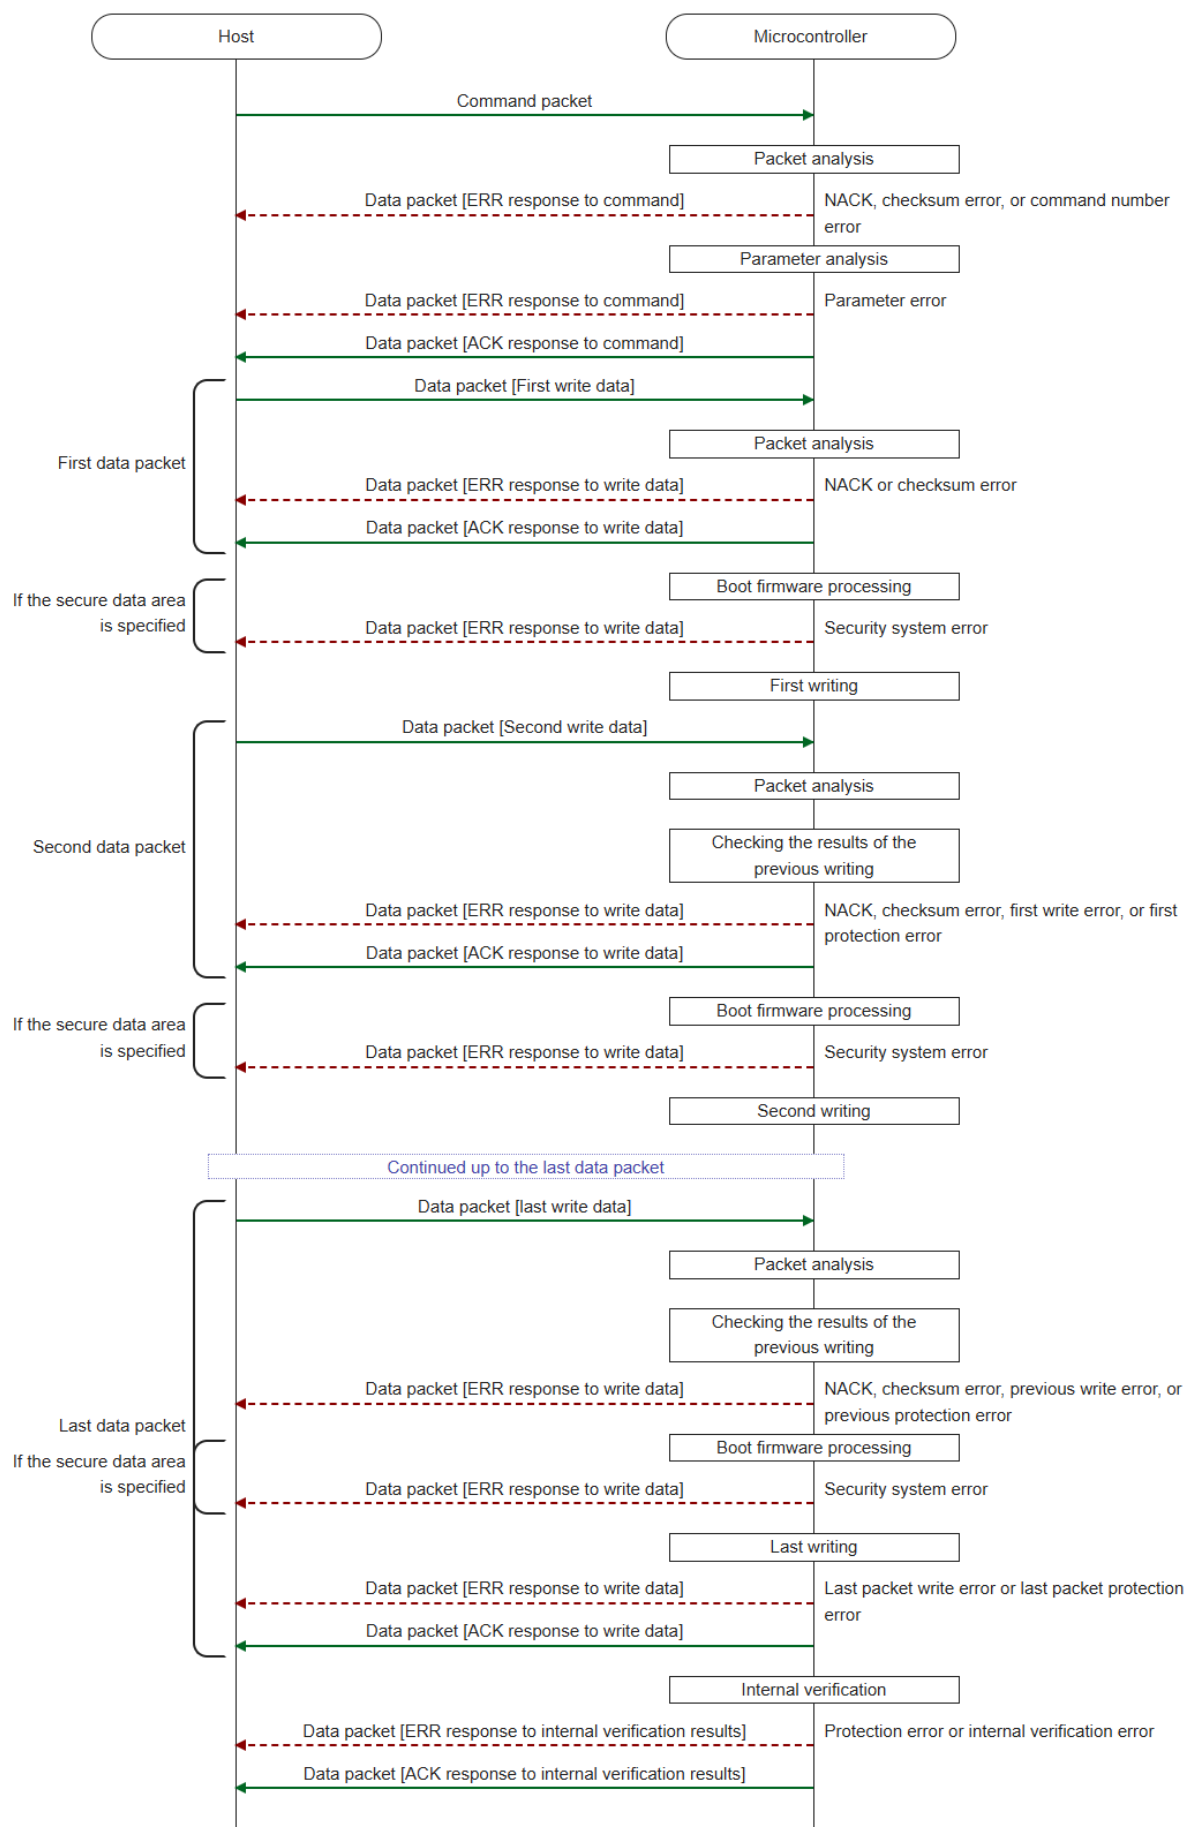 Host
Microcontroller
Command packet
Packet analysis
Data packet [ERR response to command]
NACK, checksum error, or command number
error
Parameter analysis
Data packet [ERR response to command]
Parameter error
Data packet [ACK response to command]
First data packet
Data packet [First write data]
Packet analysis
Data packet [ERR response to write data]
NACK or checksum error
Data packet [ACK response to write data]
If the secure data area
is specified
Boot firmware processing
Data packet [ERR response to write data]
Security system error
First writing
Second data packet
Data packet [Second write data]
Packet analysis
Checking the results of the
previous writing
Data packet [ERR response to write data]
NACK, checksum error, first write error, or first
protection error
Data packet [ACK response to write data]
If the secure data area
is specified
Boot firmware processing
Data packet [ERR response to write data]
Security system error
Second writing
Continued up to the last data packet
Last data packet
Data packet [last write data]
Packet analysis
Checking the results of the
previous writing
Data packet [ERR response to write data]
NACK, checksum error, previous write error, or
previous protection error
If the secure data area
is specified
Boot firmware processing
Data packet [ERR response to write data]
Security system error
Last writing
Data packet [ERR response to write data]
Last packet write error or last packet protection
error
Data packet [ACK response to write data]
Internal verification
Data packet [ERR response to internal verification results]
Protection error or internal verification error
Data packet [ACK response to internal verification results]